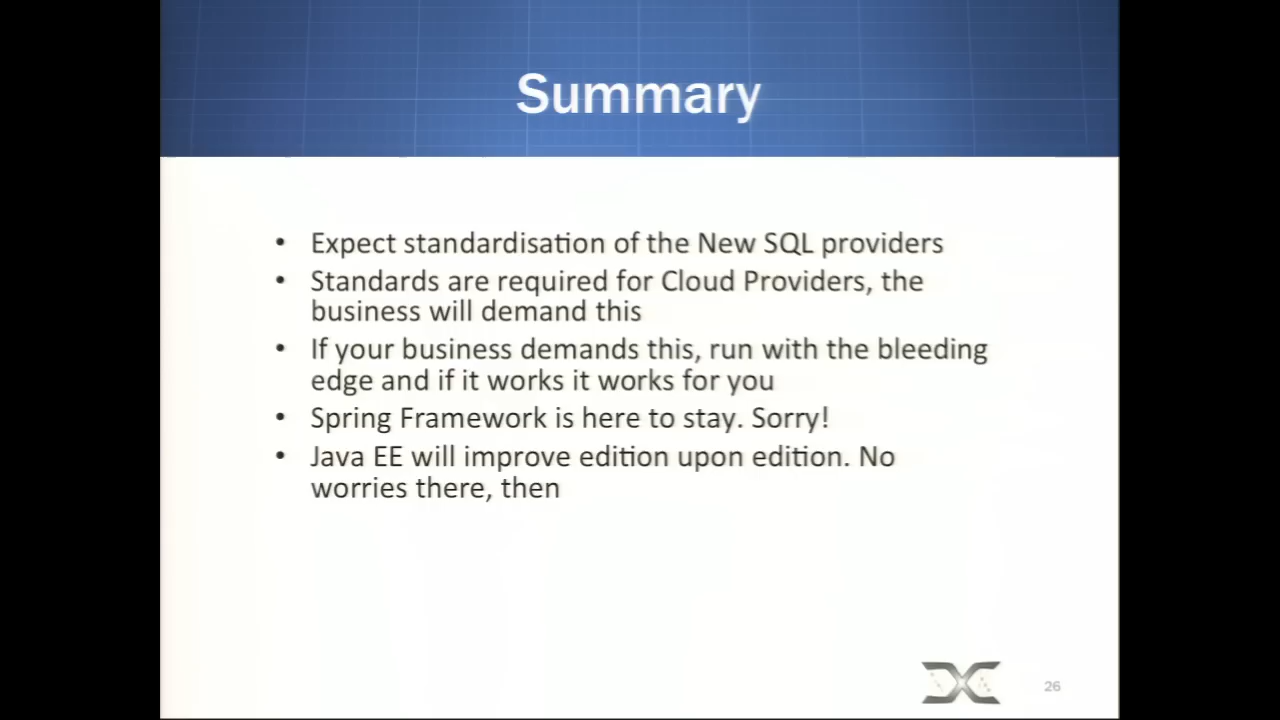 Summary
• Expect standardisation of the New SQL providers
• Standards are required for Cloud Providers, the
business will demand this
• If your business demands this, run with the bleeding
edge and if it works it works for you
• Spring Framework is here to stay. Sorry!
• Java EE will improve edition upon edition. No
worries there, then
26